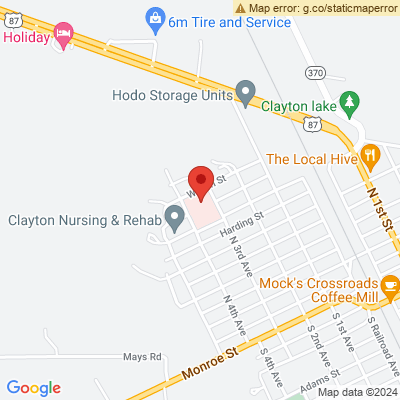 Map error: g.co/staticmaperror
87
6m Tire and Service
Holiday
370
Hodo Storage Units
Clayton lake
87
The Local Hive
N 1st St
Clayton Nursing & Rehab
Harding St
N 3rd Ave
Mock's Crossroads
Coffee Mill
N 4th Ave
S 1st Ave
S 2nd Ave
S Railroad Ave
Mays Rd
Monroe St
S 4th Ave
Adams St
Google
Map data ©2024